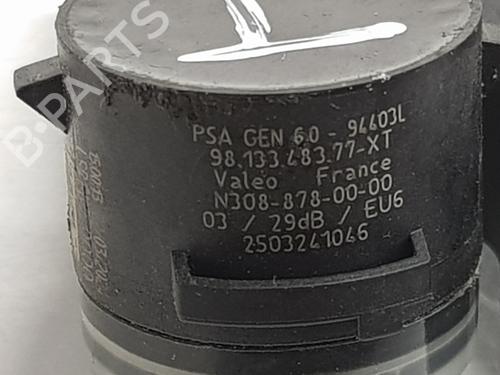 B-PARTS
PSA GEN 6.0 - 94403L
98.133.483.77-XT
Valeo France
N308-878-00-00
03 / 29dB / EU6
2503241046